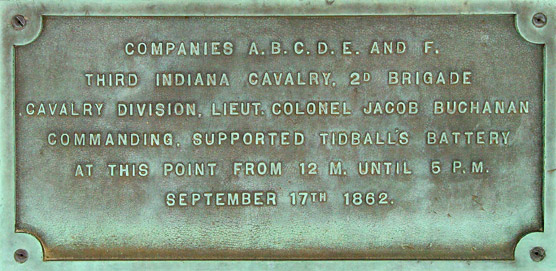 COMPANIES A.B.C.D.E. AND F.
THIRD INDIANA CAVALRY, 2D BRIGADE
CAVALRY DIVISION, LIEUT. COLONEL JACOB BUCHANAN
COMMANDING, SUPPORTED TIDBALL'S BATTERY
AT THIS POINT FROM 12 M. UNTIL 5 P.M.
SEPTEMBER 17TH 1862.